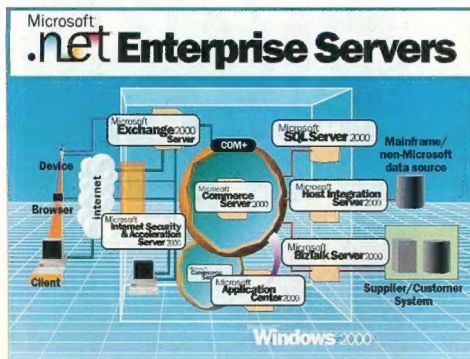 Microsoft
.net Enterprise Servers
Microsoft
Exchange 2000
Server
COM+
Microsoft
SQL Server 2000
Mainframe/
non-Microsoft
data source
Device
Internet
Browser
Microsoft
Commerce
Server 2000
Microsoft
Host Integration
Server 2000
Microsoft
Internet Security
& Acceleration
Server 2000
Microsoft
BizTalk Server 2000
Client
Microsoft
Commerce
Microsoft
Application
Center 2000
Supplier/Customer
System
Windows 2000